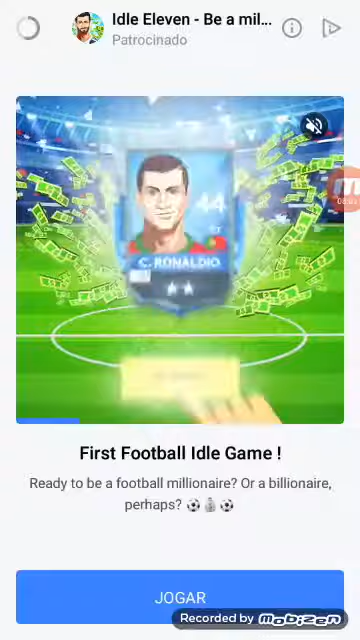 Idle Eleven - Be a mil...
Patrocinado
44
C. RONALDIO
First Football Idle Game !
Ready to be a football millionaire? Or a billionaire,
perhaps? ⚽💰⚽
JOGAR
Recorded by mobizen